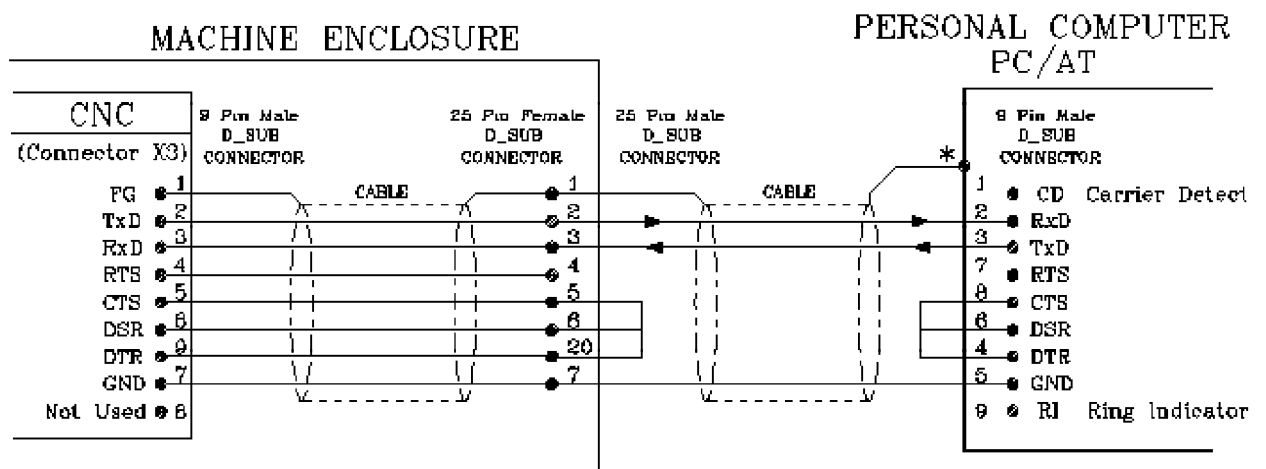 MACHINE ENCLOSURE
PERSONAL COMPUTER
PC/AT
CNC
(Connector X3)
9 Pin Male
D_SUB
CONNECTOR
25 Pin Female
D_SUB
CONNECTOR
25 Pin Male
D_SUB
CONNECTOR
*
9 Pin Male
D_SUB
CONNECTOR
FG 1 CABLE 1 CABLE 1 CD Carrier Detect
TxD 2 2 2 RxD
RxD 3 3 3 TxD
RTS 4 4 7 RTS
CTS 5 5 8 CTS
DSR 6 6 6 DSR
DTR 9 20 4 DTR
GND 7 7 5 GND
Not Used 8 9 RI Ring Indicator